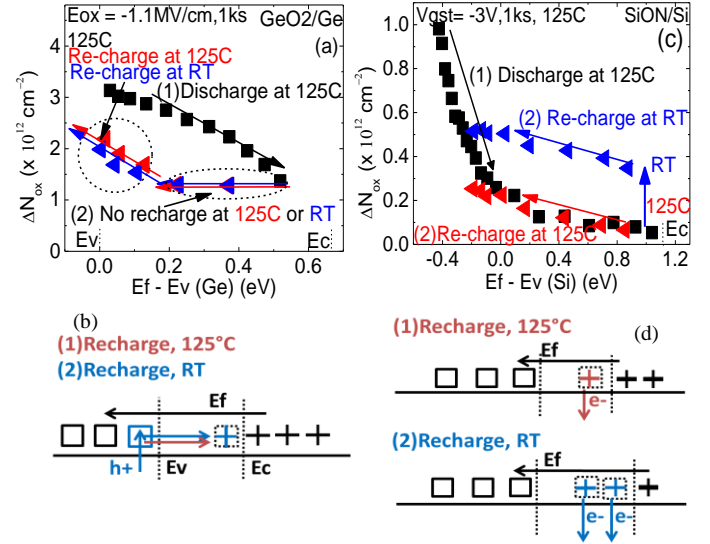 Eox = -1.1MV/cm,1ks GeO2/Ge
125C
(a)
Re-charge at 125C
Re-charge at RT
(1)Discharge at 125C
(2) No recharge at 125C or RT
Ev
Ec
4
3
2
1
0
ΔNox (x 10¹² cm⁻²)
0.0 0.2 0.4 0.6
Ef - Ev (Ge) (eV)
Vgst= -3V,1ks, 125C SiON/Si
(c)
(1) Discharge at 125C
(2) Re-charge at RT
RT
125C
(2)Re-charge at 125C
Ec
1.0
0.8
0.6
0.4
0.2
0.0
ΔNox (x 10¹² cm⁻²)
-0.4 0.0 0.4 0.8 1.2
Ef - Ev (Si) (eV)
(b)
(1)Recharge, 125°C
(2)Recharge, RT
Ef
h+
Ev
Ec
(d)
(1)Recharge, 125°C
Ef
e-
(2)Recharge, RT
Ef
e- e-